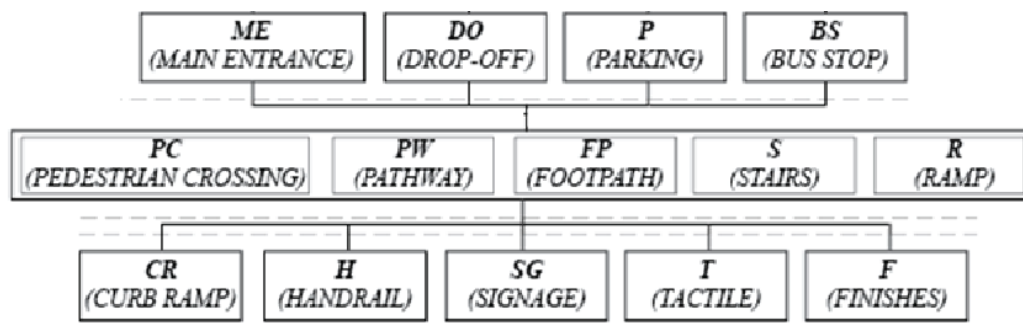 ME
(MAIN ENTRANCE)
DO
(DROP-OFF)
P
(PARKING)
BS
(BUS STOP)
PC
(PEDESTRIAN CROSSING)
PW
(PATHWAY)
FP
(FOOTPATH)
S
(STAIRS)
R
(RAMP)
CR
(CURB RAMP)
H
(HANDRAIL)
SG
(SIGNAGE)
T
(TACTILE)
F
(FINISHES)